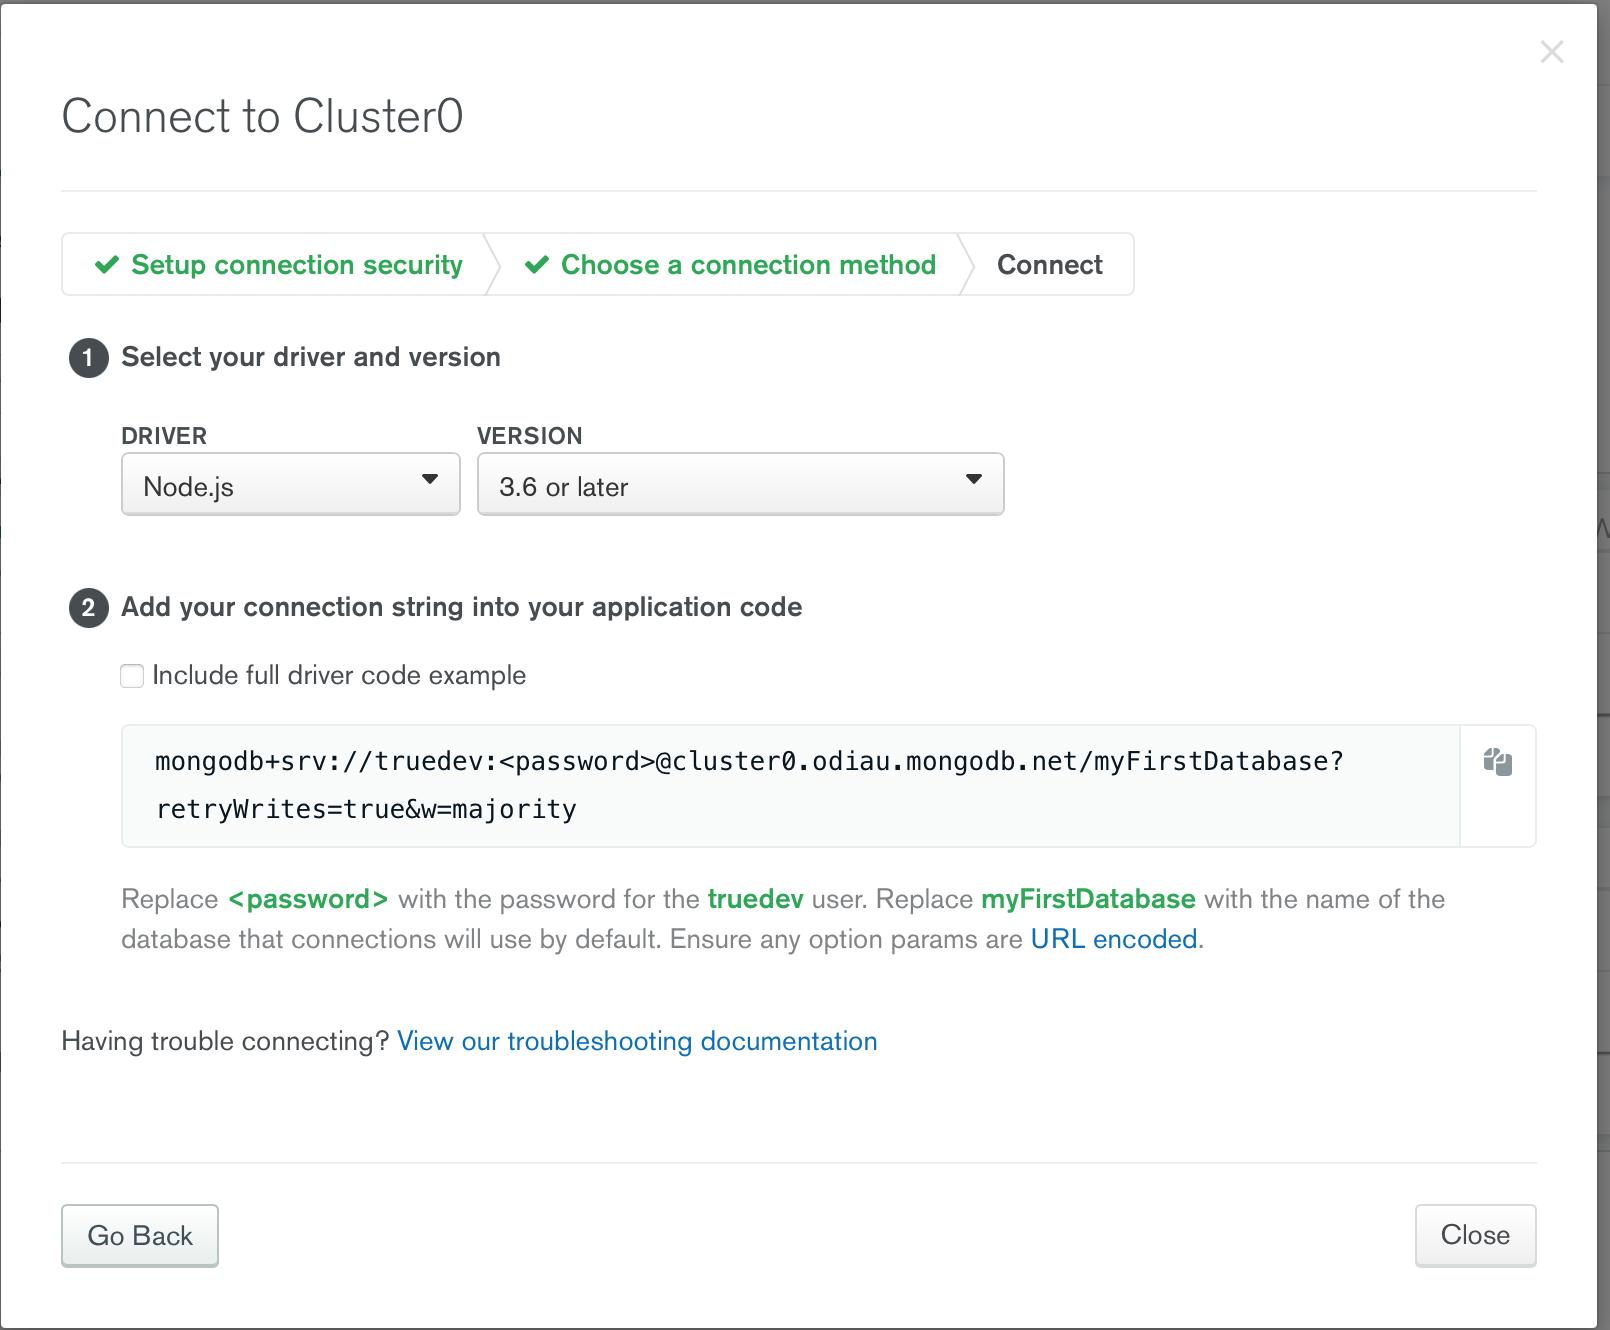 Connect to Cluster0
Setup connection security
Choose a connection method
Connect
1 Select your driver and version
DRIVER
VERSION
Node.js
3.6 or later
2 Add your connection string into your application code
Include full driver code example
mongodb+srv://truedev:<password>@cluster0.odiau.mongodb.net/myFirstDatabase?
retryWrites=true&w=majority
Replace <password> with the password for the truedev user. Replace myFirstDatabase with the name of the
database that connections will use by default. Ensure any option params are URL encoded.
Having trouble connecting? View our troubleshooting documentation
Go Back
Close